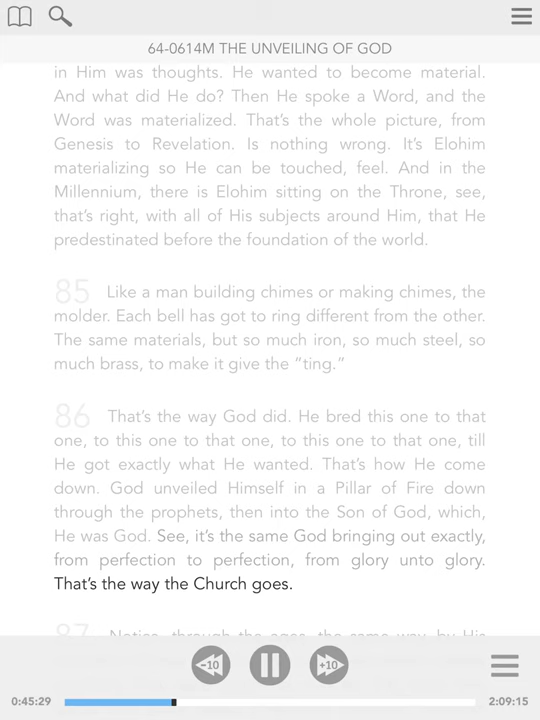 64-0614M THE UNVEILING OF GOD
in Him was thoughts. He wanted to become material.
And what did He do? Then He spoke a Word, and the
Word was materialized. That’s the whole picture, from
Genesis to Revelation. Is nothing wrong. It’s Elohim
materializing so He can be touched, feel. And in the
Millennium, there is Elohim sitting on the Throne, see,
that’s right, with all of His subjects around Him, that He
predestinated before the foundation of the world.
85 Like a man building chimes or making chimes, the
molder. Each bell has got to ring different from the other.
The same materials, but so much iron, so much steel, so
much brass, to make it give the “ting.”
86 That’s the way God did. He bred this one to that
one, to this one to that one, to this one to that one, till
He got exactly what He wanted. That’s how He come
down. God unveiled Himself in a Pillar of Fire down
through the prophets, then into the Son of God, which,
He was God. See, it’s the same God bringing out exactly,
from perfection to perfection, from glory unto glory.
That’s the way the Church goes.
87 Notice, through the ages, the same way, by His
-10 +10
0:45:29 2:09:15